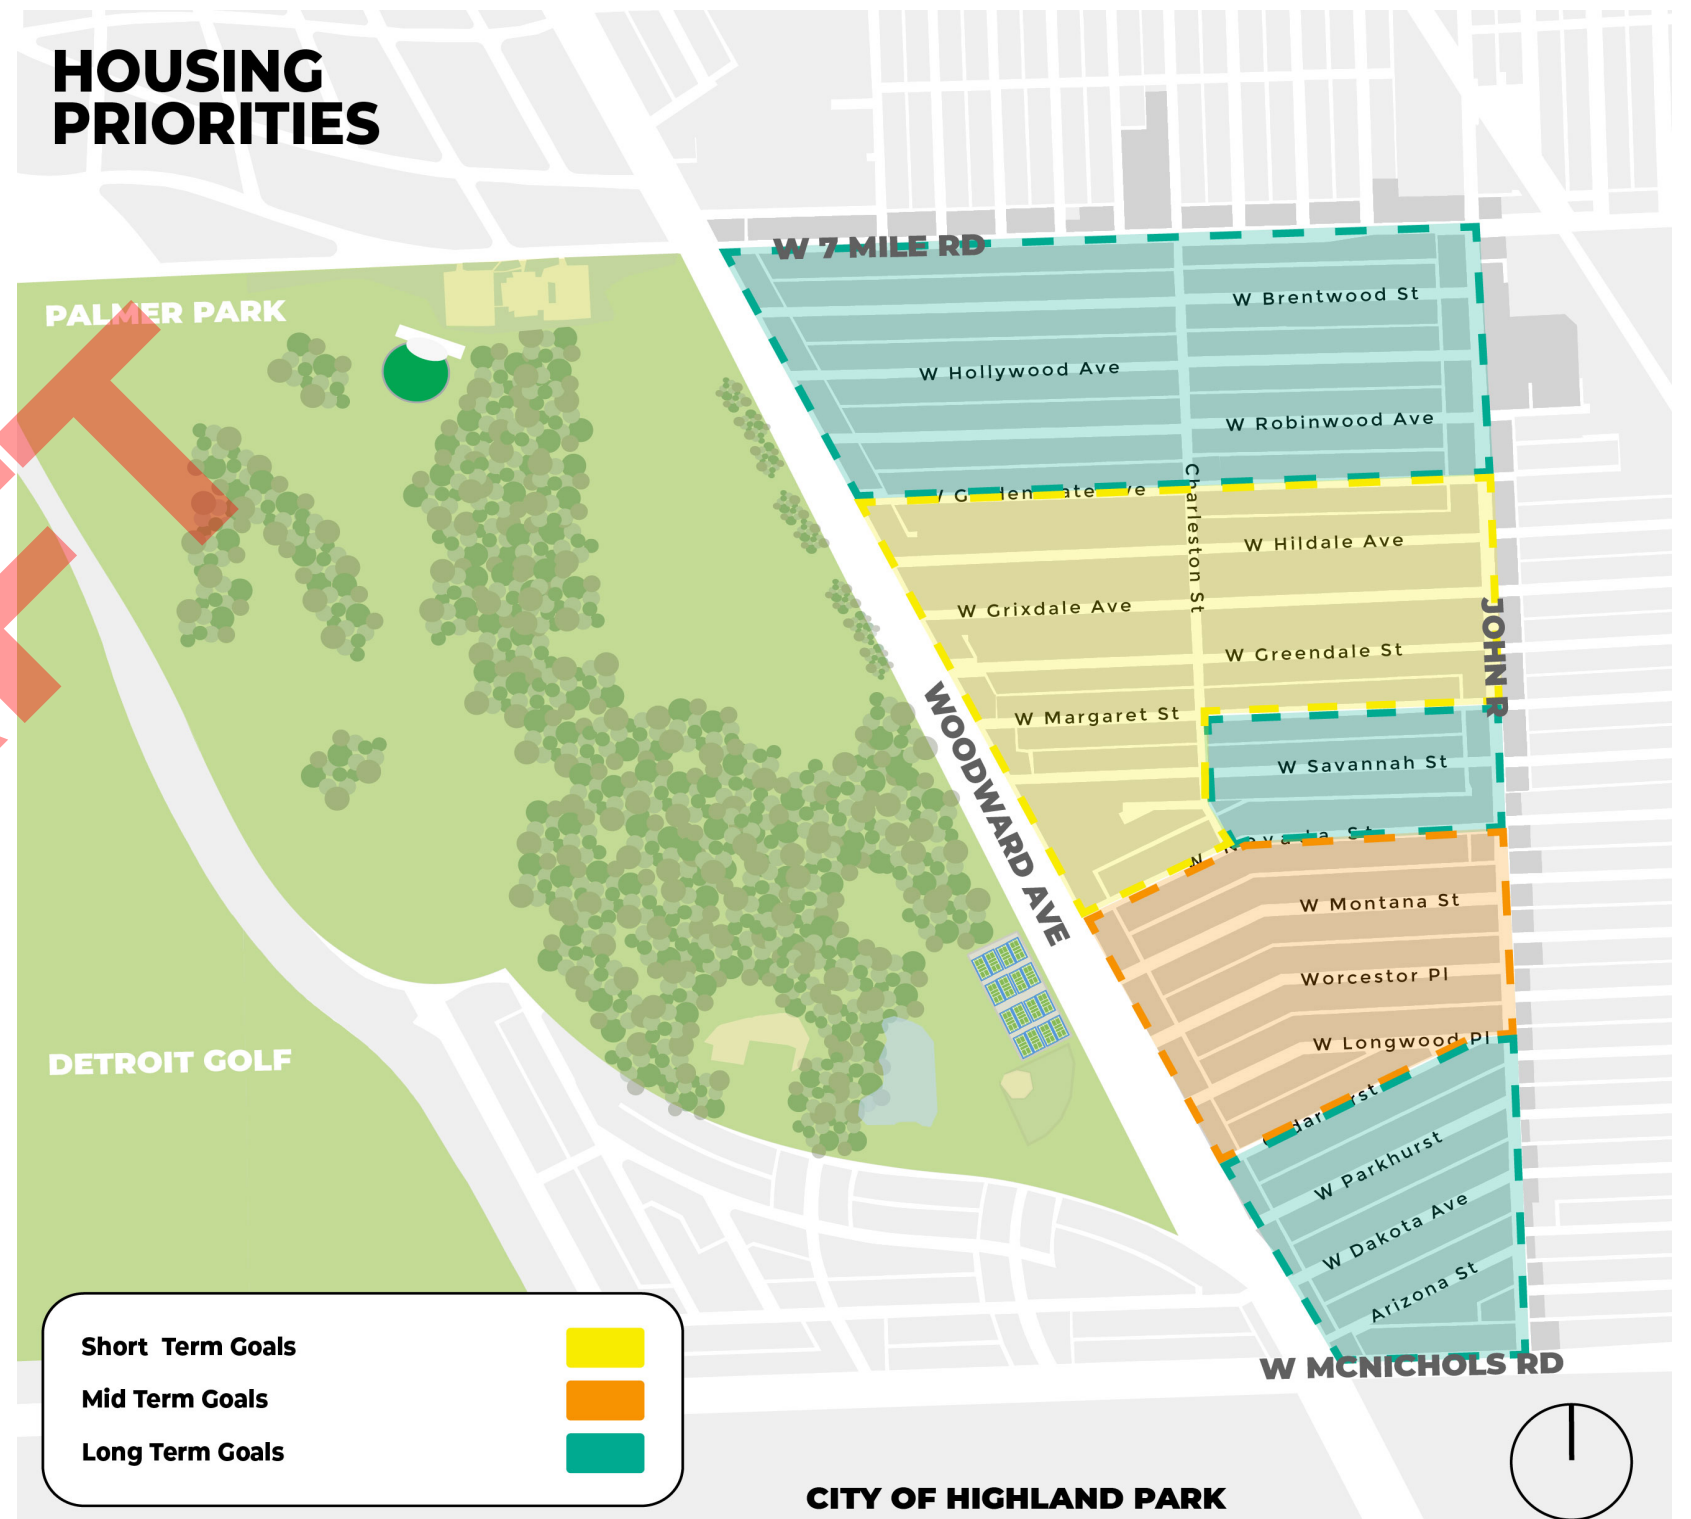 HOUSING
PRIORITIES
W 7 MILE RD
PALMER PARK
W Brentwood St
W Hollywood Ave
W Robinwood Ave
Charleston St
W Hildale Ave
W Grixdale Ave
JOHN R
W Greendale St
WOODWARD AVE
W Margaret St
W Savannah St
W Nevada St
W Montana St
Worcestor Pl
W Longwood Pl
DETROIT GOLF
W Parkhurst
W Dakota Ave
Arizona St
W MCNICHOLS RD
Short Term Goals
Mid Term Goals
Long Term Goals
CITY OF HIGHLAND PARK